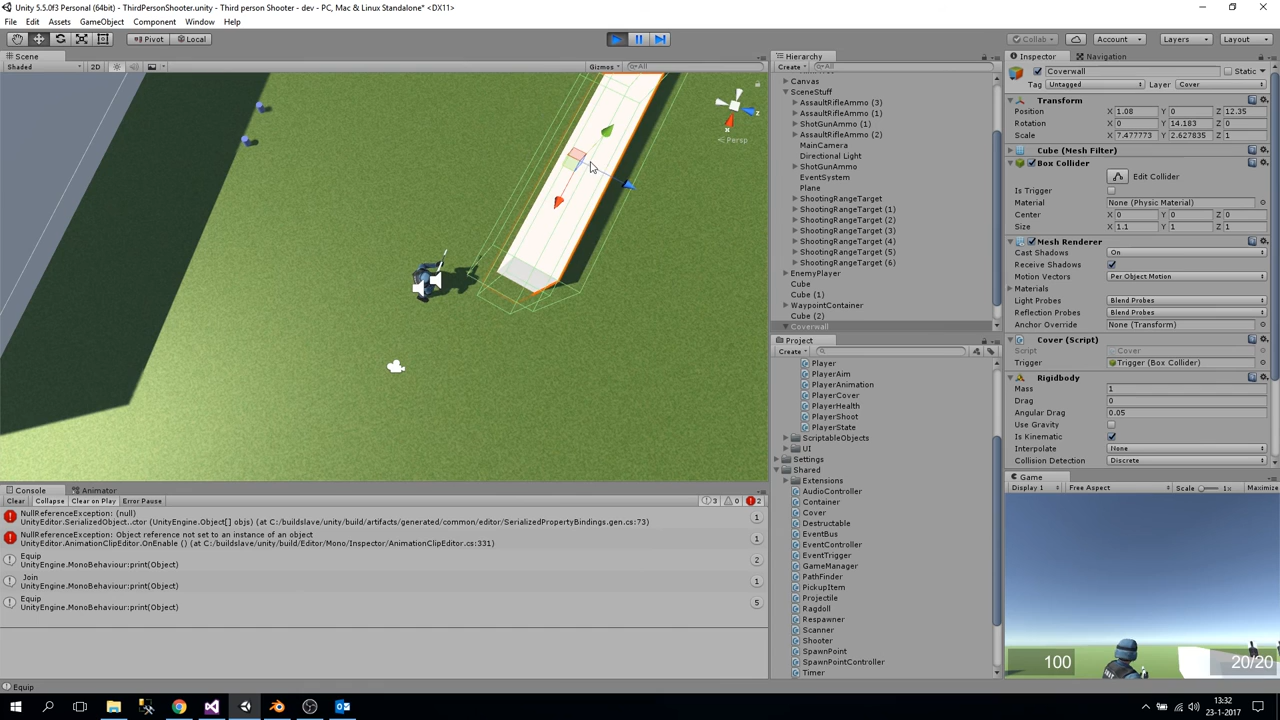 Unity 5.5.0f3 Personal (64bit) - ThirdPersonShooter.unity - Third person Shooter - dev - PC, Mac & Linux Standalone* <DX11>
File Edit Assets GameObject Component Window Help
Pivot Local Collab Account Layers Layout
Scene
Shaded 2D Gizmos All
z
x
Persp
Hierarchy
Create All
Canvas
SceneStuff
AssaultRifleAmmo (3)
AssaultRifleAmmo (1)
ShotGunAmmo (1)
AssaultRifleAmmo (2)
MainCamera
Directional Light
ShotGunAmmo
EventSystem
Plane
ShootingRangeTarget
ShootingRangeTarget (1)
ShootingRangeTarget (2)
ShootingRangeTarget (3)
ShootingRangeTarget (4)
ShootingRangeTarget (5)
ShootingRangeTarget (6)
EnemyPlayer
Cube
Cube (1)
WaypointContainer
Cube (2)
Coverwall
Project
Create
Player
PlayerAim
PlayerAnimation
PlayerCover
PlayerHealth
PlayerShoot
PlayerState
ScriptableObjects
UI
Settings
Shared
Extensions
AudioController
Container
Cover
Destructable
EventBus
EventController
EventTrigger
GameManager
PathFinder
PickupItem
Projectile
Ragdoll
Respawner
Scanner
Shooter
SpawnPoint
SpawnPointController
Timer
Inspector Navigation
Coverwall Static
Tag Untagged Layer Cover
Transform
Position X 1.08 Y 0 Z 12.35
Rotation X 0 Y 14.183 Z 0
Scale X 7.477773 Y 2.627835 Z 1
Cube (Mesh Filter)
Box Collider
Edit Collider
Is Trigger
Material None (Physic Material)
Center X 0 Y 0 Z 0
Size X 1.1 Y 1 Z 1
Mesh Renderer
Cast Shadows On
Receive Shadows
Motion Vectors Per Object Motion
Materials
Light Probes Blend Probes
Reflection Probes Blend Probes
Anchor Override None (Transform)
Cover (Script)
Script Cover
Trigger Trigger (Box Collider)
Rigidbody
Mass 1
Drag 0
Angular Drag 0.05
Use Gravity
Is Kinematic
Interpolate None
Collision Detection Discrete
Game
Display 1 Free Aspect Scale 1x Maximize
100 20/20
Console Animator
Clear Collapse Clear on Play Error Pause 3 0 2
NullReferenceException: (null)
UnityEditor.SerializedObject..ctor (UnityEngine.Object[] objs) (at C:/buildslave/unity/build/artifacts/generated/common/editor/SerializedPropertyBindings.gen.cs:73) 1
NullReferenceException: Object reference not set to an instance of an object
UnityEditor.AnimationClipEditor.OnEnable () (at C:/buildslave/unity/build/Editor/Mono/Inspector/AnimationClipEditor.cs:331) 1
Equip
UnityEngine.MonoBehaviour:print(Object) 2
Join
UnityEngine.MonoBehaviour:print(Object) 1
Equip
UnityEngine.MonoBehaviour:print(Object) 5
Equip
13:32
23-1-2017